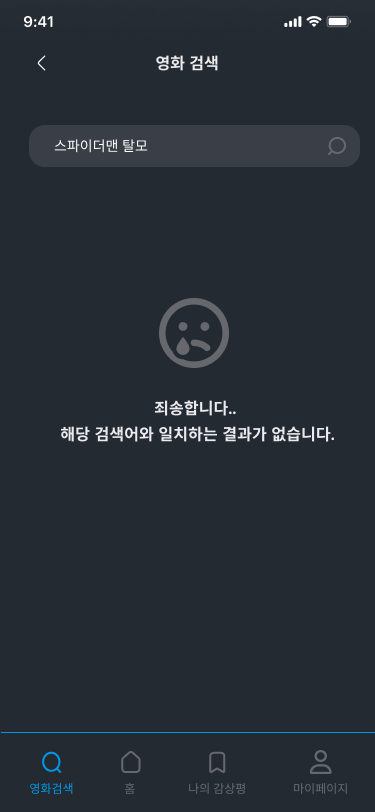 9:41
영화 검색
스파이더맨 탈모
죄송합니다..
해당 검색어와 일치하는 결과가 없습니다.
영화검색
홈
나의 감상평
마이페이지